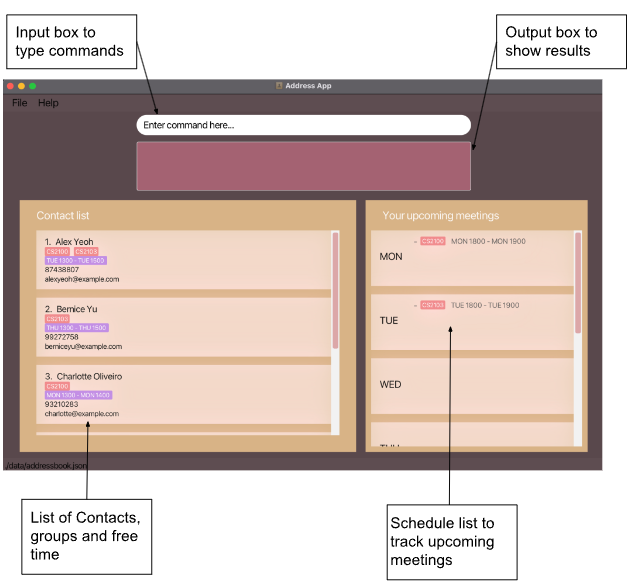 Input box to
type commands
Output box to
show results
Address App
File Help
Enter command here...
Contact list
1. Alex Yeoh
CS2100 CS2103
TUE 1300 - TUE 1500
87438807
alexyeoh@example.com
2. Bernice Yu
CS2103
THU 1300 - THU 1500
99272758
berniceyu@example.com
3. Charlotte Oliveiro
CS2100
MON 1300 - MON 1400
93210283
charlotte@example.com
Your upcoming meetings
- CS2100 MON 1800 - MON 1900
MON
- CS2103 TUE 1800 - TUE 1900
TUE
WED
THU
./data/addressbook.json
List of Contacts,
groups and free
time
Schedule list to
track upcoming
meetings